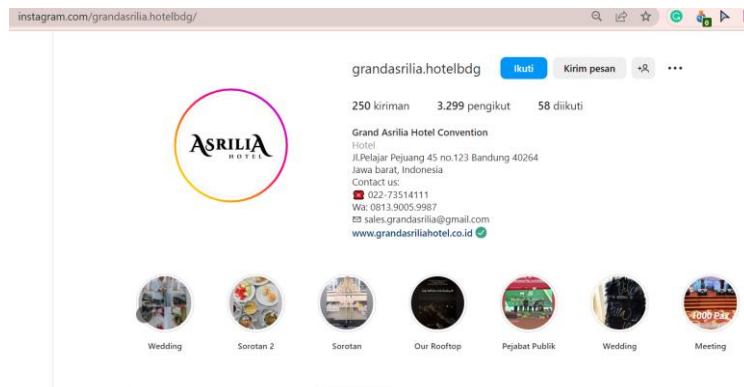 instagram.com/grandasrilia.hotelbdg/
grandasrilia.hotelbdg Ikuti Kirim pesan
250 kiriman 3.299 pengikut 58 diikuti
Grand Asrilia Hotel Convention
Hotel
Jl.Pelajar Pejuang 45 no.123 Bandung 40264
Jawa barat, Indonesia
Contact us:
☎️ 022-73514111
Wa: 0813.9005.9987
✉ sales.grandasrilia@gmail.com
www.grandasriliahotel.co.id
ASRILIA
HOTEL
1000 Pax
Wedding Sorotan 2 Sorotan Our Rooftop Pejabat Publik Wedding Meeting